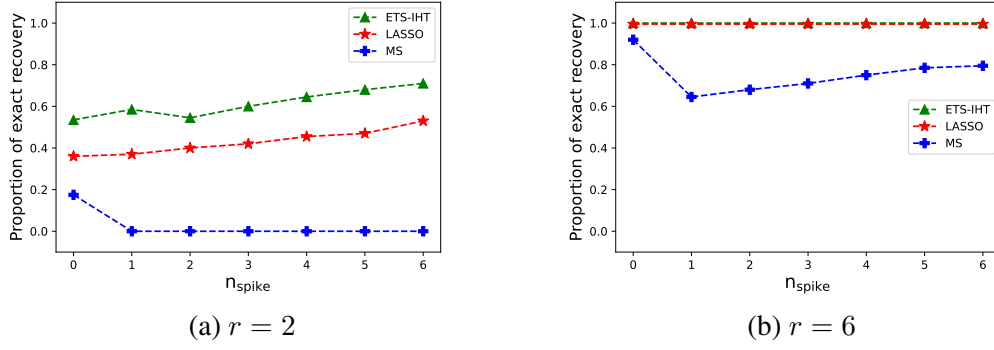 Proportion of exact recovery
1.0
0.8
0.6
0.4
0.2
0.0
0 1 2 3 4 5 6
n_spike
ETS-IHT
LASSO
MS
(a) r = 2
Proportion of exact recovery
1.0
0.8
0.6
0.4
0.2
0.0
0 1 2 3 4 5 6
n_spike
ETS-IHT
LASSO
MS
(b) r = 6